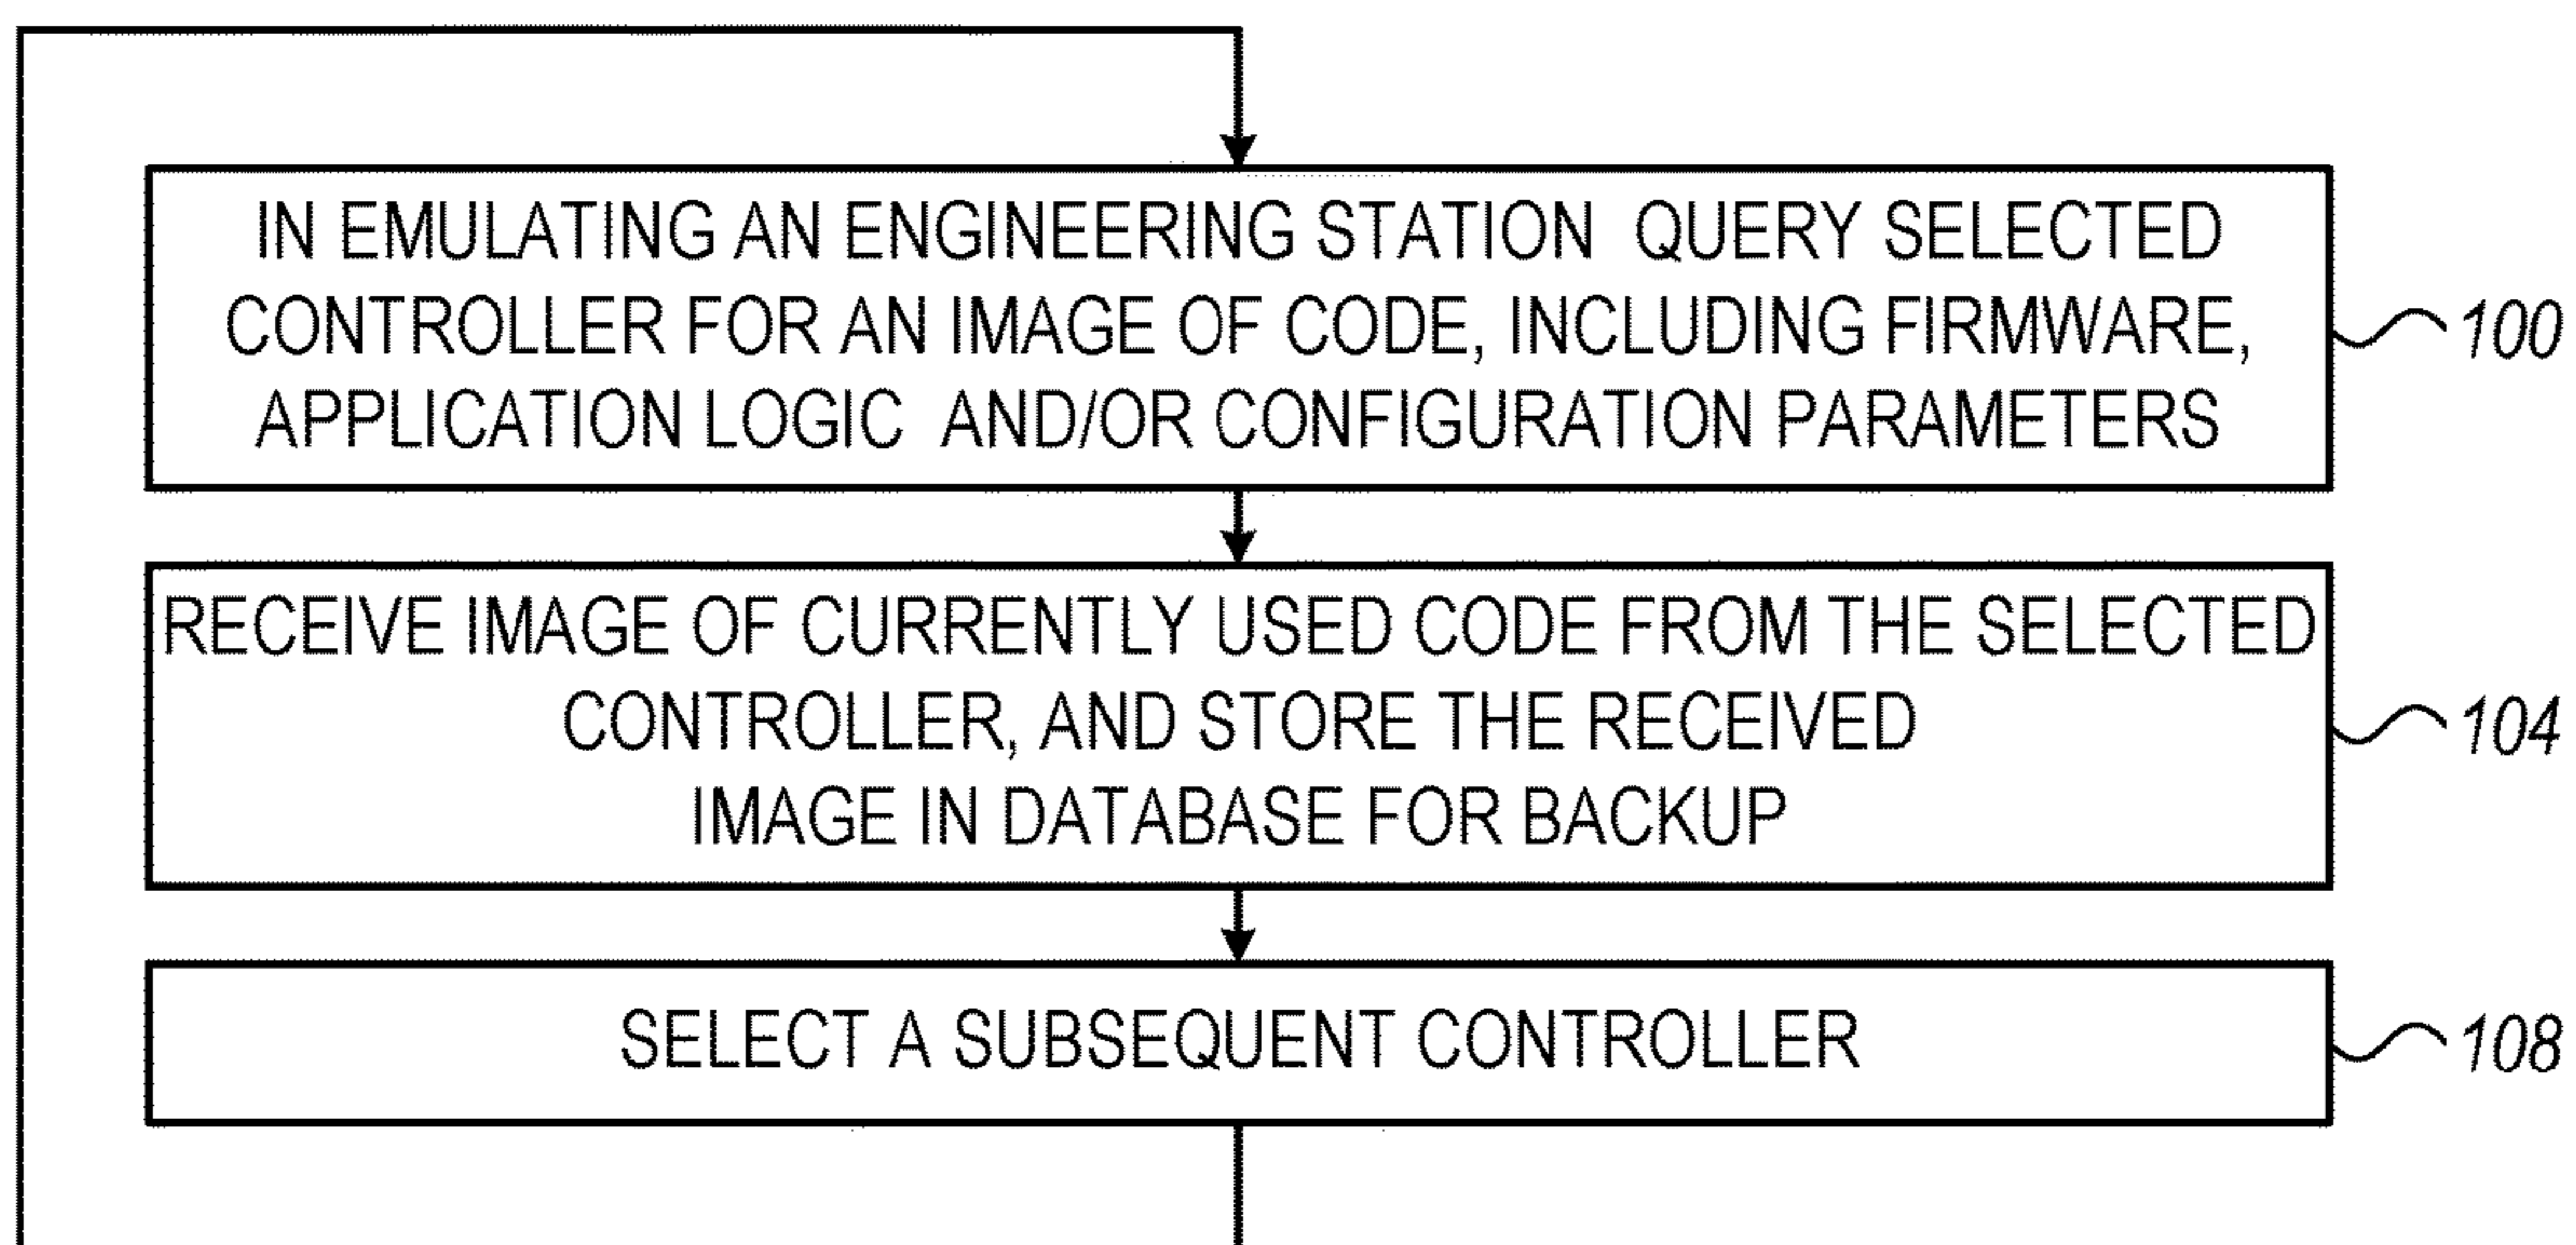 IN EMULATING AN ENGINEERING STATION QUERY SELECTED
CONTROLLER FOR AN IMAGE OF CODE, INCLUDING FIRMWARE,
APPLICATION LOGIC AND/OR CONFIGURATION PARAMETERS
100
RECEIVE IMAGE OF CURRENTLY USED CODE FROM THE SELECTED
CONTROLLER, AND STORE THE RECEIVED
IMAGE IN DATABASE FOR BACKUP
104
SELECT A SUBSEQUENT CONTROLLER
108